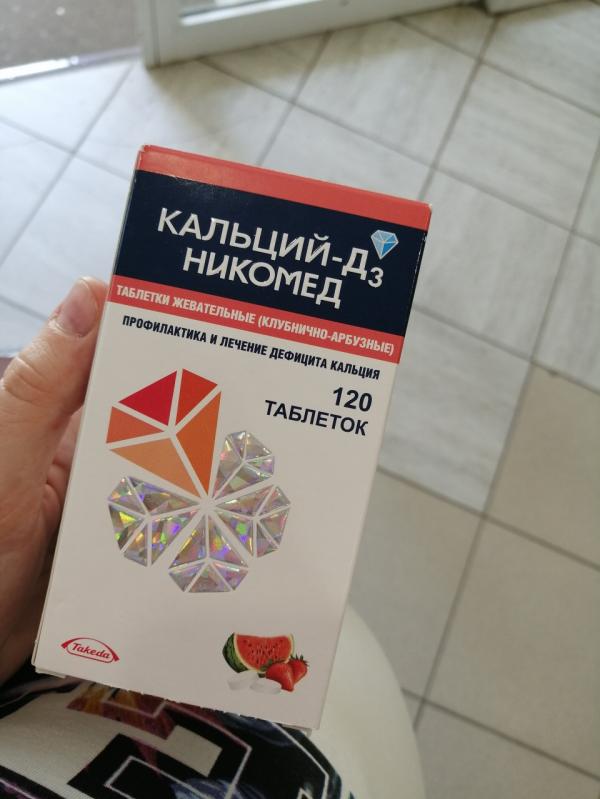 КАЛЬЦИЙ-Д3
НИКОМЕД
ТАБЛЕТКИ ЖЕВАТЕЛЬНЫЕ (КЛУБНИЧНО-АРБУЗНЫЕ)
ПРОФИЛАКТИКА И ЛЕЧЕНИЕ ДЕФИЦИТА КАЛЬЦИЯ
120
ТАБЛЕТОК
Takeda